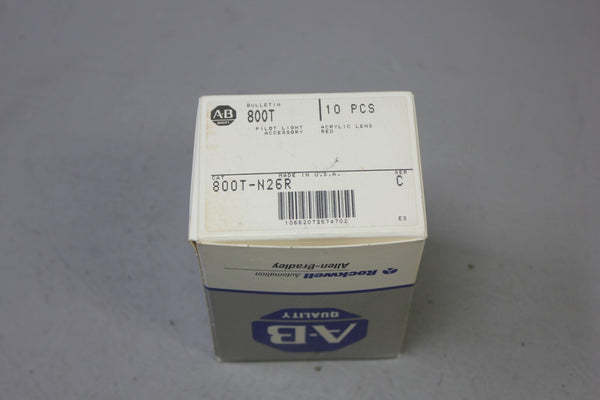 A·B
BULLETIN
800T
10 PCS
PILOT LIGHT ACRYLIC LENS
ACCESSORY RED
MADE IN U.S.A.
CAT SER
800T-N26R C
10662073574702
ES
Rockwell Automation
Allen-Bradley
A·B
QUALITY